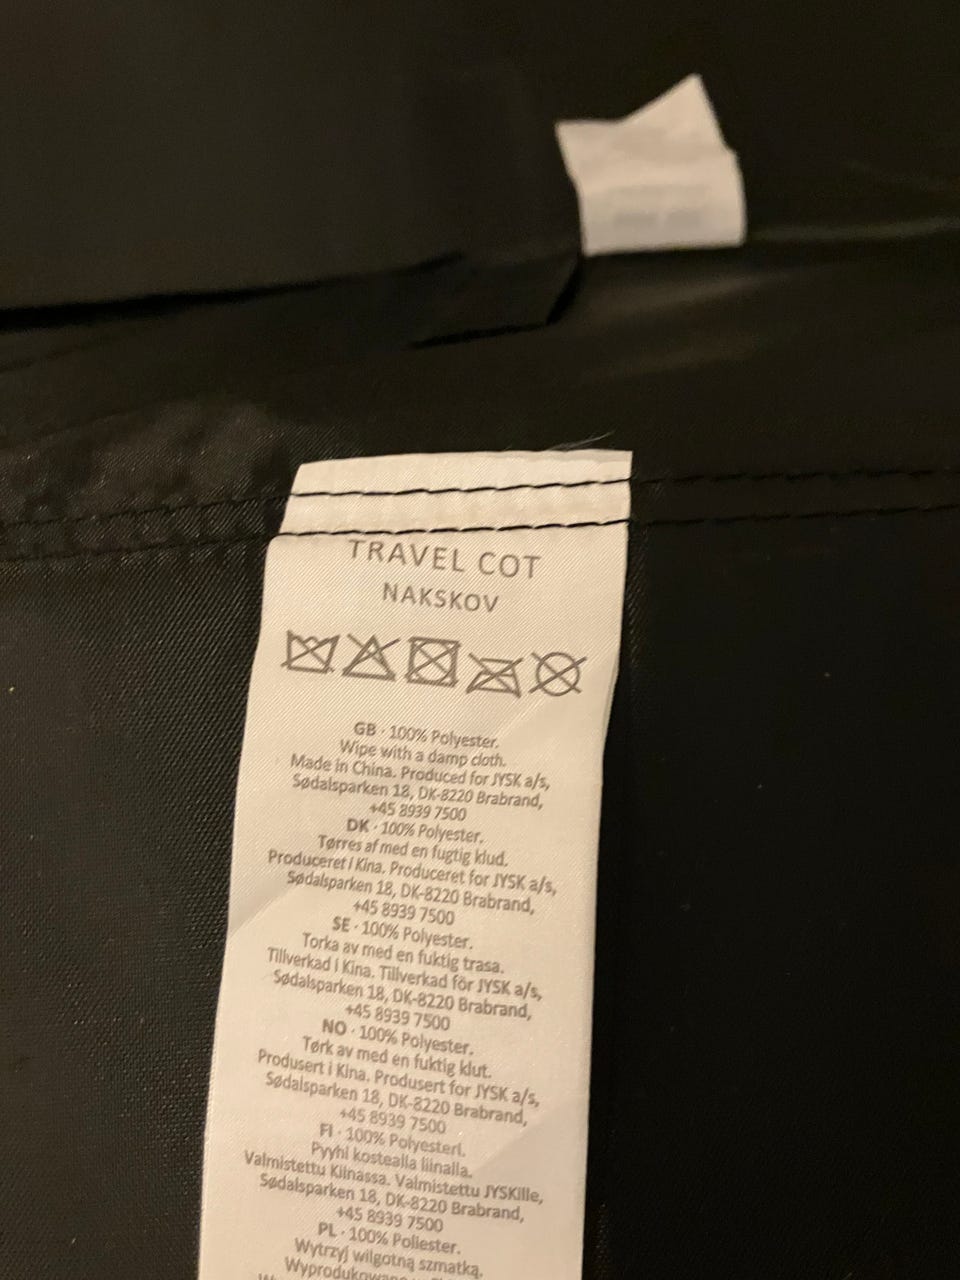 TRAVEL COT
NAKSKOV
GB · 100% Polyester.
Wipe with a damp cloth.
Made in China. Produced for JYSK a/s,
Sødalsparken 18, DK-8220 Brabrand,
+45 8939 7500
DK · 100% Polyester.
Tørres af med en fugtig klud.
Produceret i Kina. Produceret for JYSK a/s,
Sødalsparken 18, DK-8220 Brabrand,
+45 8939 7500
SE · 100% Polyester.
Torka av med en fuktig trasa.
Tillverkad i Kina. Tillverkad för JYSK a/s,
Sødalsparken 18, DK-8220 Brabrand,
+45 8939 7500
NO · 100% Polyester.
Tørk av med en fuktig klut.
Produsert i Kina. Produsert for JYSK a/s,
Sødalsparken 18, DK-8220 Brabrand,
+45 8939 7500
FI · 100% Polyesteri.
Pyyhi kostealla liinalla.
Valmistettu Kiinassa. Valmistettu JYSKille,
Sødalsparken 18, DK-8220 Brabrand,
+45 8939 7500
PL · 100% Poliester.
Wytrzyj wilgotną szmatką.
Wyprodukowano